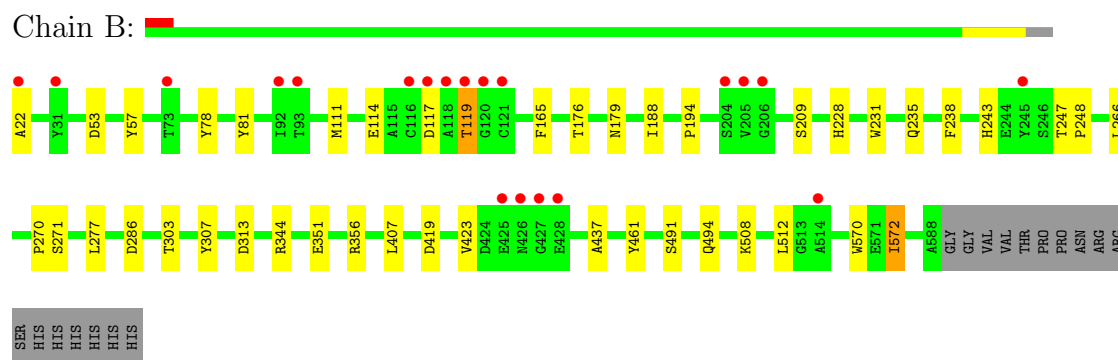 Chain B:
A22 Y31 D53 Y57 T73 Y78 Y81 I92 T93 M111 E114 A115 C116 D117 A118 T119 G120 C121 F165 T176 N179 I188 P194 S204 V205 G206 S209 H228 W231 Q235 F238 H243 E244 Y245 S246 T247 P248 L266
P270 S271 L277 D286 T303 Y307 D313 R344 E351 R356 L407 D419 V423 D424 E425 N426 G427 E428 A437 Y461 S491 Q494 K508 L512 G513 A514 W570 E571 I572 A588 GLY GLY VAL VAL THR PRO PRO ASN ARG ARG
SER HIS HIS HIS HIS HIS HIS